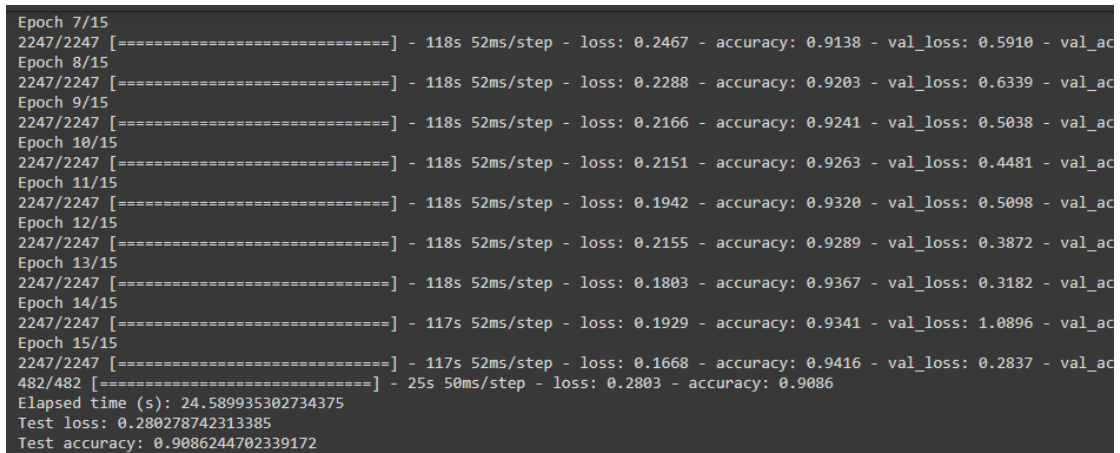 Epoch 7/15
2247/2247 [==============================] - 118s 52ms/step - loss: 0.2467 - accuracy: 0.9138 - val_loss: 0.5910 - val_ac
Epoch 8/15
2247/2247 [==============================] - 118s 52ms/step - loss: 0.2288 - accuracy: 0.9203 - val_loss: 0.6339 - val_ac
Epoch 9/15
2247/2247 [==============================] - 118s 52ms/step - loss: 0.2166 - accuracy: 0.9241 - val_loss: 0.5038 - val_ac
Epoch 10/15
2247/2247 [==============================] - 118s 52ms/step - loss: 0.2151 - accuracy: 0.9263 - val_loss: 0.4481 - val_ac
Epoch 11/15
2247/2247 [==============================] - 118s 52ms/step - loss: 0.1942 - accuracy: 0.9320 - val_loss: 0.5098 - val_ac
Epoch 12/15
2247/2247 [==============================] - 118s 52ms/step - loss: 0.2155 - accuracy: 0.9289 - val_loss: 0.3872 - val_ac
Epoch 13/15
2247/2247 [==============================] - 118s 52ms/step - loss: 0.1803 - accuracy: 0.9367 - val_loss: 0.3182 - val_ac
Epoch 14/15
2247/2247 [==============================] - 117s 52ms/step - loss: 0.1929 - accuracy: 0.9341 - val_loss: 1.0896 - val_ac
Epoch 15/15
2247/2247 [==============================] - 117s 52ms/step - loss: 0.1668 - accuracy: 0.9416 - val_loss: 0.2837 - val_ac
482/482 [==============================] - 25s 50ms/step - loss: 0.2803 - accuracy: 0.9086
Elapsed time (s): 24.589935302734375
Test loss: 0.280278742313385
Test accuracy: 0.9086244702339172